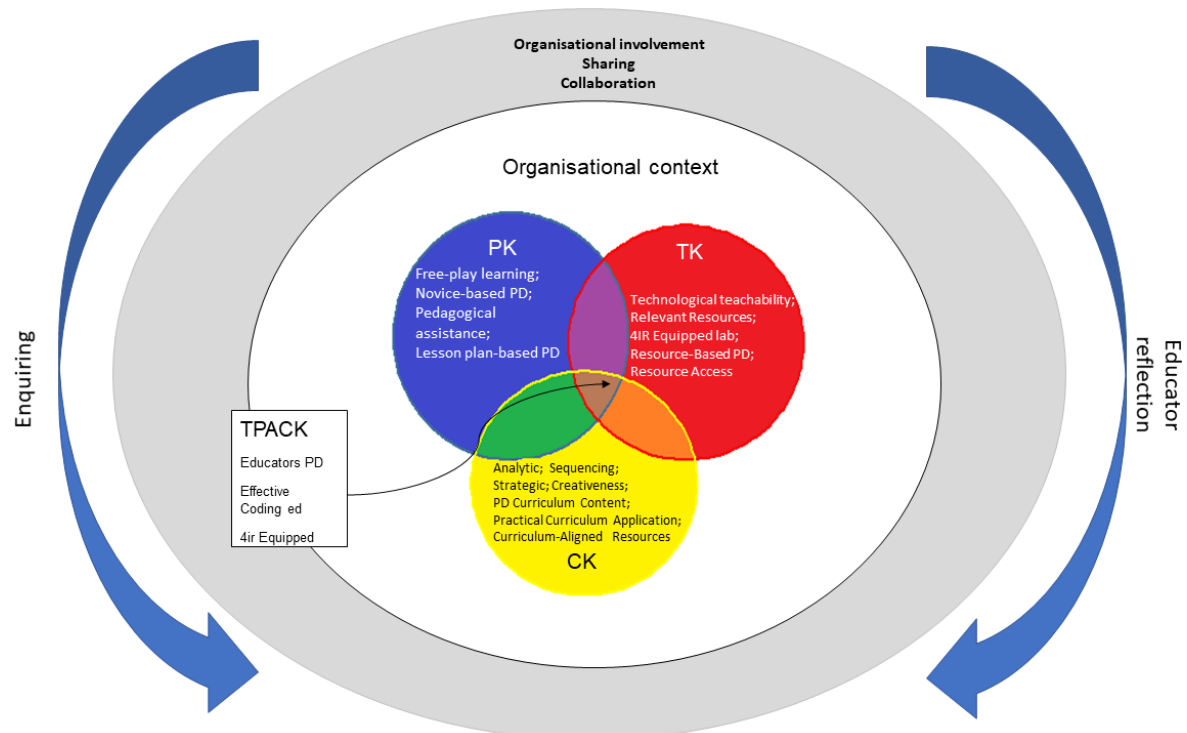 Organisational involvement
Sharing
Collaboration
Organisational context
PK
Free-play learning;
Novice-based PD;
Pedagogical
assistance;
Lesson plan-based PD
TK
Technological teachability;
Relevant Resources;
4IR Equipped lab;
Resource-Based PD;
Resource Access
Enquiring
Educator
reflection
TPACK
Educators PD
Effective
Coding ed
4ir Equipped
Analytic; Sequencing;
Strategic; Creativeness;
PD Curriculum Content;
Practical Curriculum Application;
Curriculum-Aligned Resources
CK